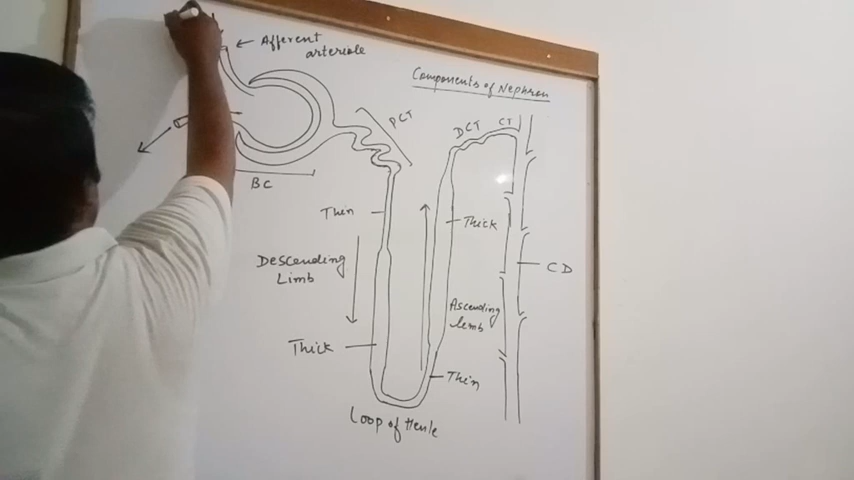 Afferent
arteriole
Components of Nephron
PCT
DCT
CT
BC
Thin
Thick
Descending
Limb
CD
Ascending
limb
Thick
Thin
Loop of Henle